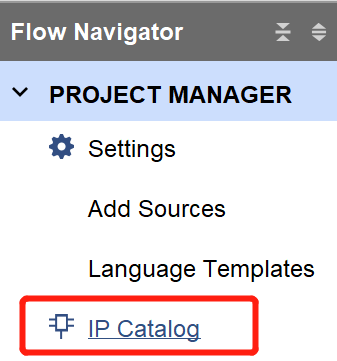 Flow Navigator
PROJECT MANAGER
Settings
Add Sources
Language Templates
IP Catalog